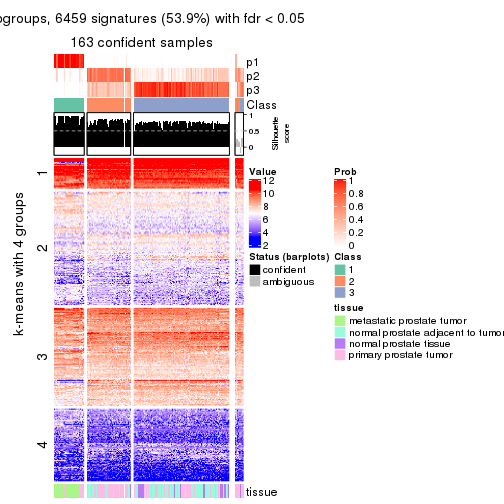 ogroups, 6459 signatures (53.9%) with fdr < 0.05
163 confident samples
p1
p2
p3
Class
1
0.5
0
Silhouette
score
k-means with 4 groups
1
2
3
4
Value
12
10
8
6
4
2
Prob
1
0.8
0.6
0.4
0.2
0
Status (barplots)
confident
ambiguous
Class
1
2
3
tissue
metastatic prostate tumor
normal prostate adjacent to tumor
normal prostate tissue
primary prostate tumor
tissue